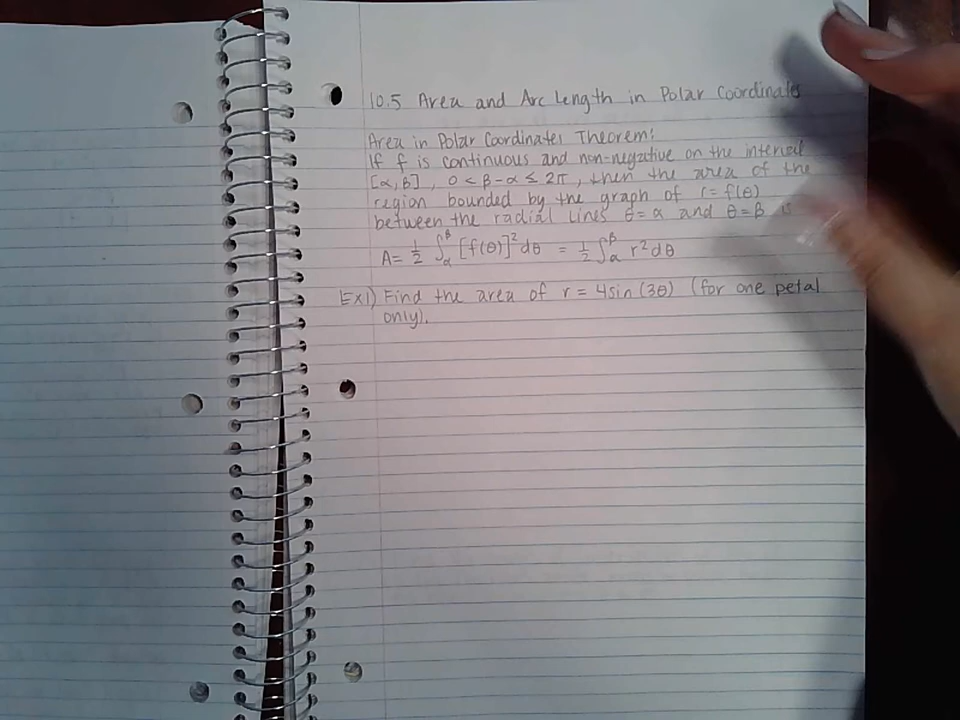 10.5 Area and Arc Length in Polar Coordinates
Area in Polar Coordinates Theorem:
If f is continuous and non-negative on the interval
[α,β], 0 < β-α ≤ 2π, then the area of the
region bounded by the graph of r=f(θ)
between the radial lines θ=α and θ=β is
A= 1/2 ∫_α^β [f(θ)]² dθ = 1/2 ∫_α^β r² dθ
Ex1) Find the area of r = 4sin(3θ) (for one petal
only).